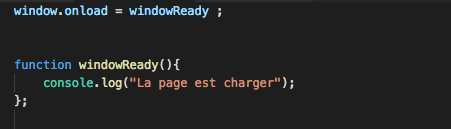 window.onload = windowReady ;
function windowReady(){
console.log("La page est charger");
};